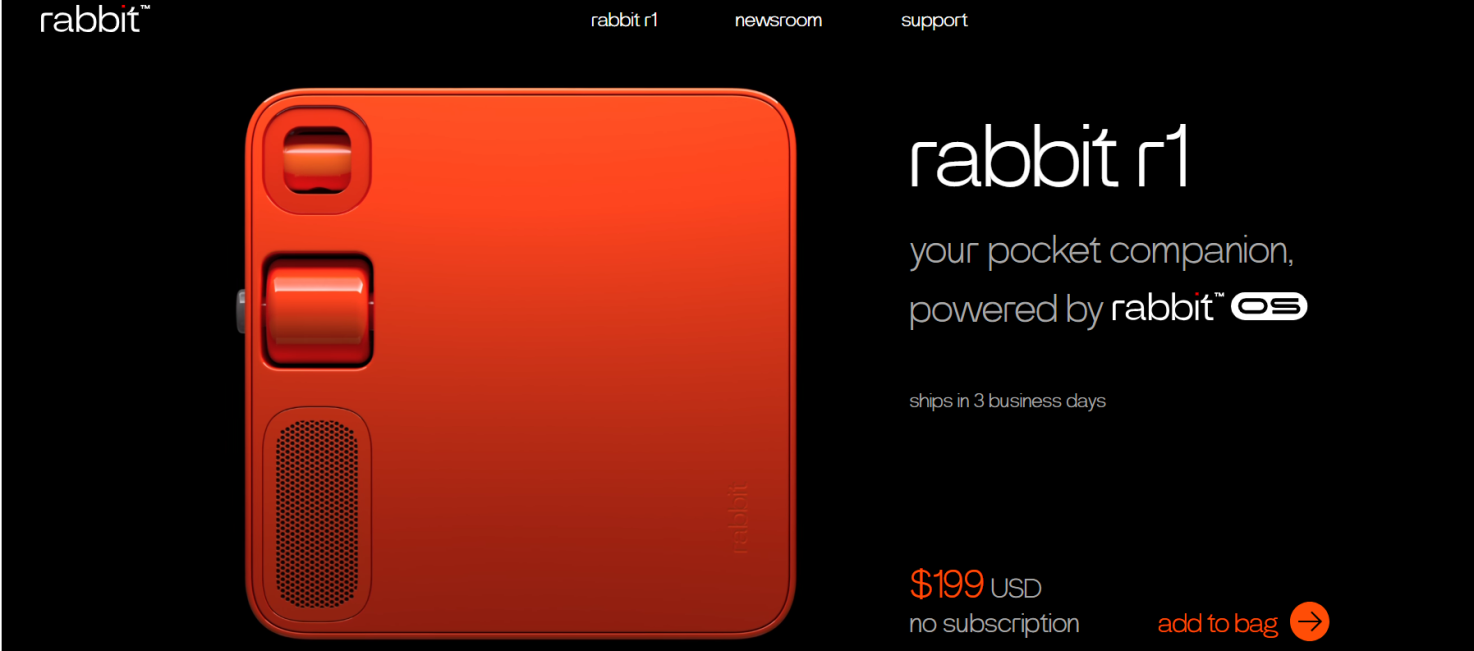 rabbit™
rabbit r1
newsroom
support
rabbit r1
your pocket companion,
powered by rabbit™ OS
ships in 3 business days
rabbit
$199 USD
no subscription
add to bag